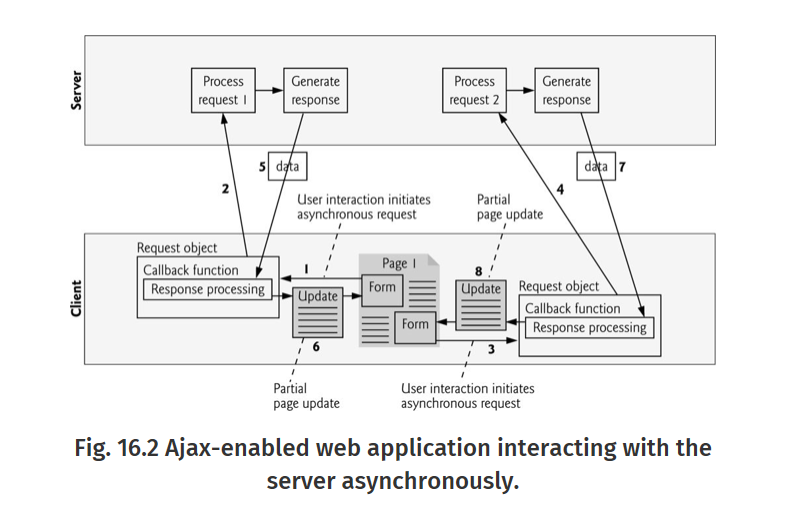 Server
Process
request 1
Generate
response
Process
request 2
Generate
response
5
data
data
7
2
4
User interaction initiates
asynchronous request
Partial
page update
Client
Request object
Callback function
Response processing
1
Page 1
Form
Form
Update
6
8
Update
Request object
Callback function
Response processing
3
Partial
page update
User interaction initiates
asynchronous request
Fig. 16.2 Ajax-enabled web application interacting with the
server asynchronously.